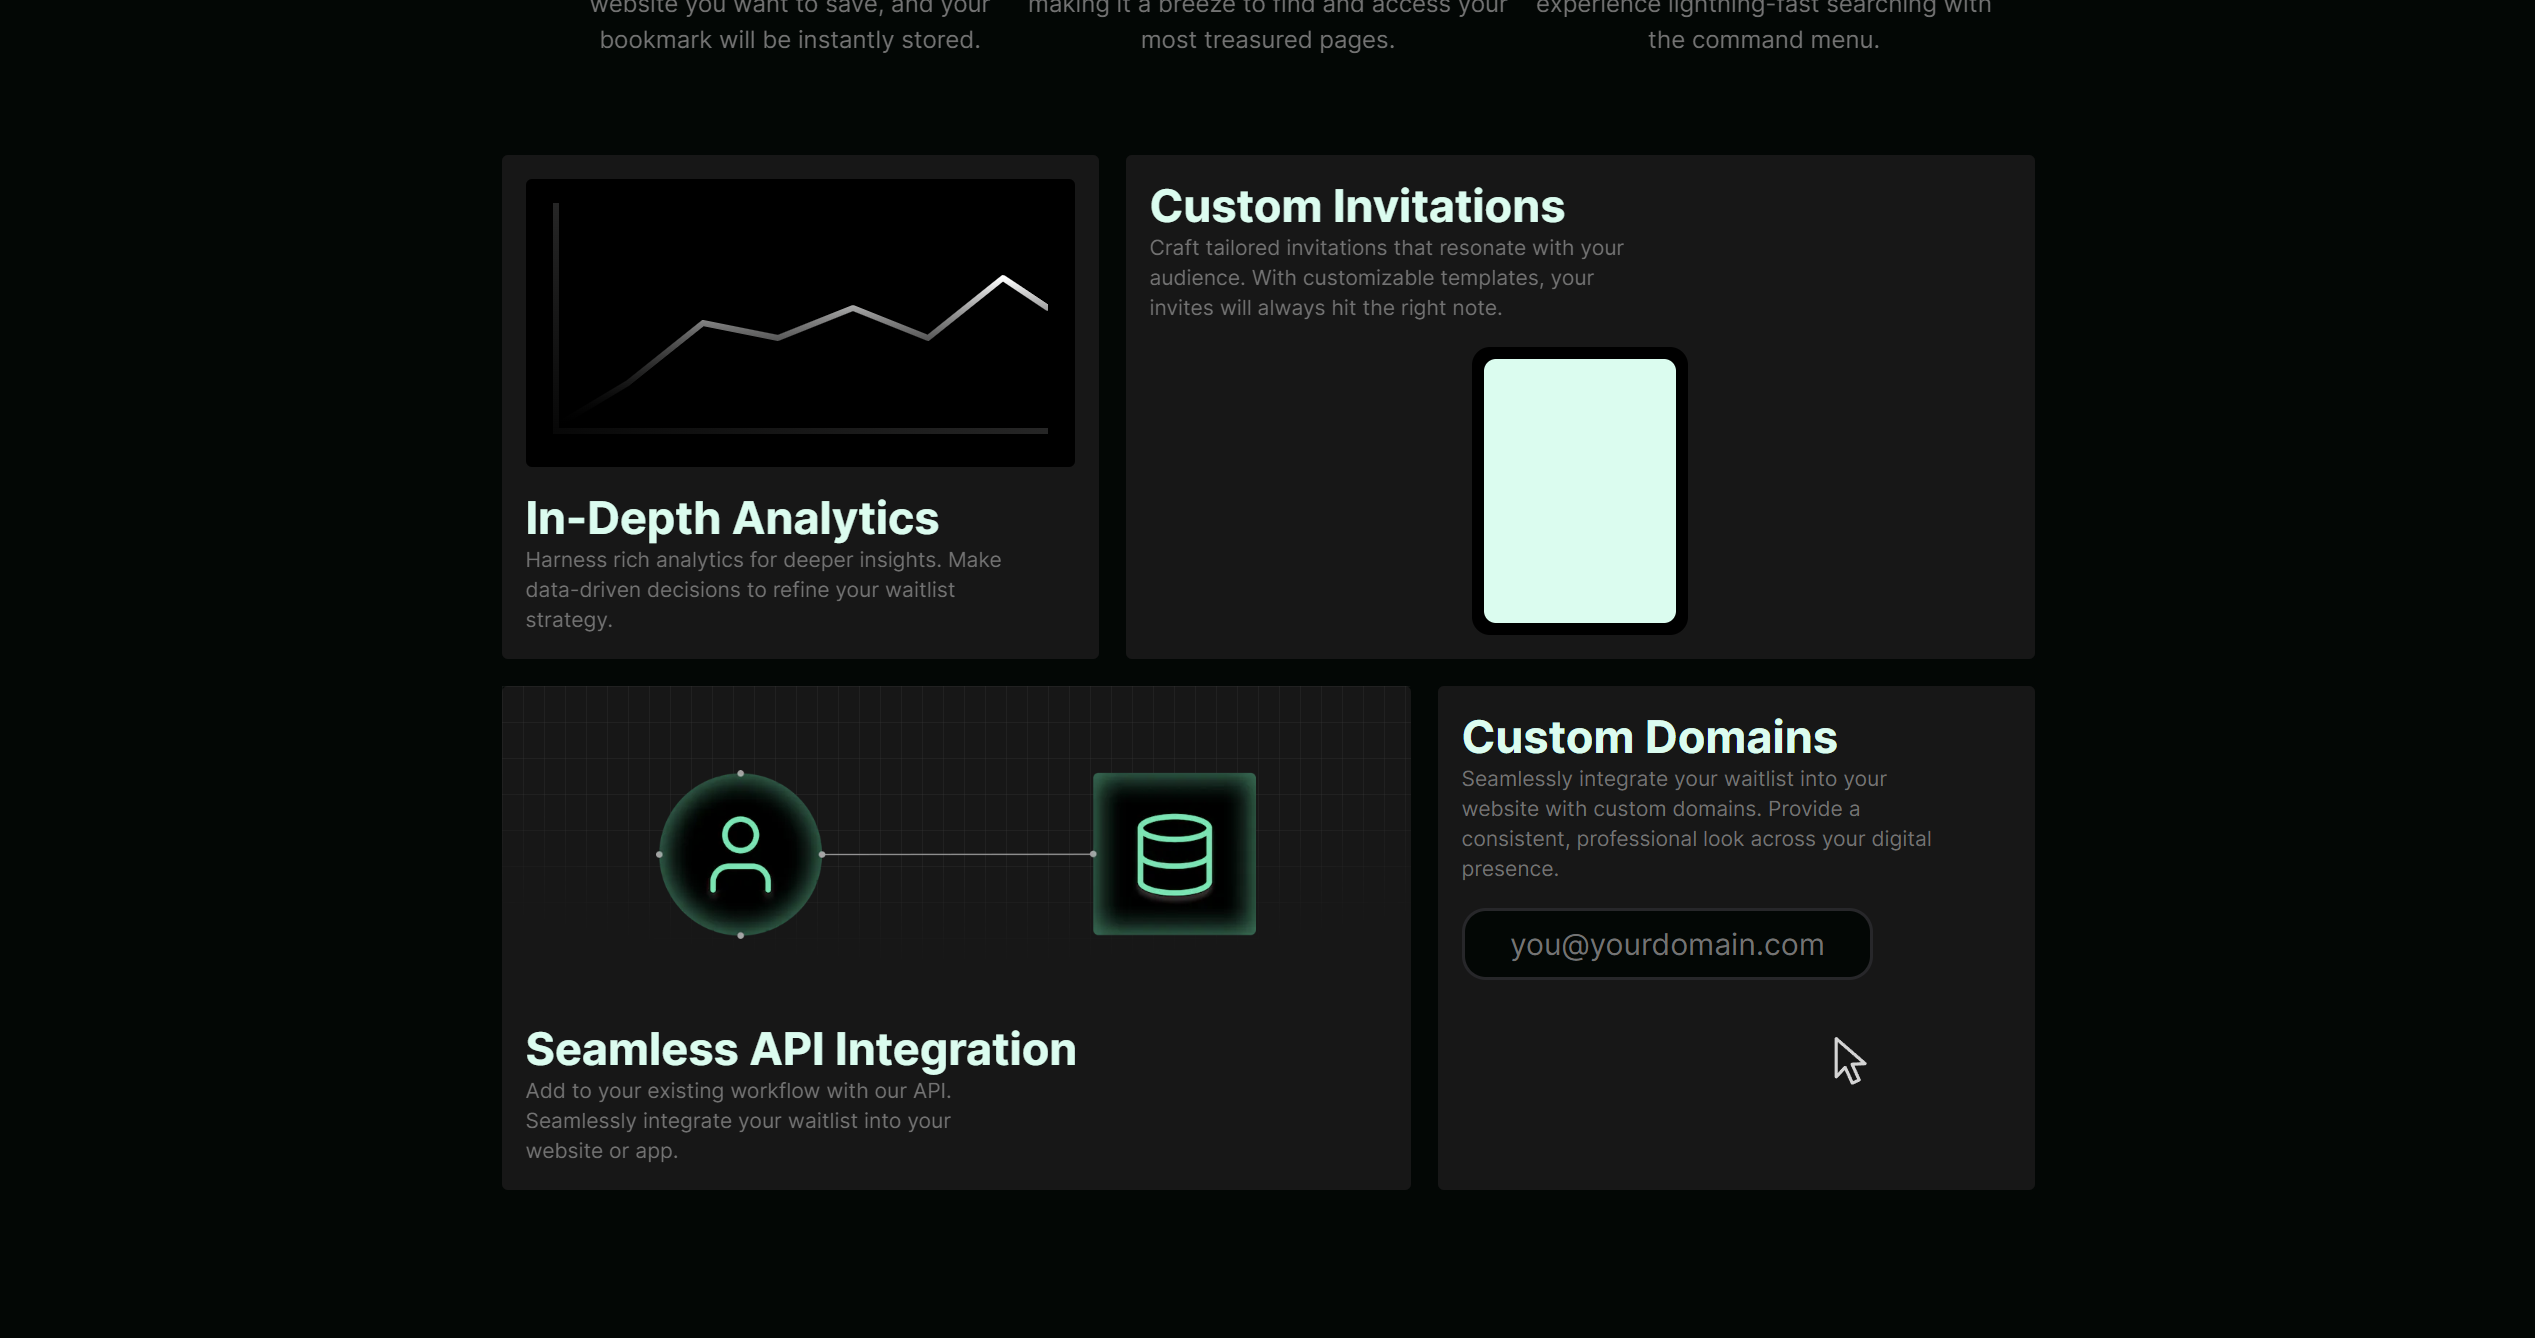 website you want to save, and your
bookmark will be instantly stored.
making it a breeze to find and access your
most treasured pages.
experience lightning-fast searching with
the command menu.
In-Depth Analytics
Harness rich analytics for deeper insights. Make
data-driven decisions to refine your waitlist
strategy.
Custom Invitations
Craft tailored invitations that resonate with your
audience. With customizable templates, your
invites will always hit the right note.
Seamless API Integration
Add to your existing workflow with our API.
Seamlessly integrate your waitlist into your
website or app.
Custom Domains
Seamlessly integrate your waitlist into your
website with custom domains. Provide a
consistent, professional look across your digital
presence.
you@yourdomain.com